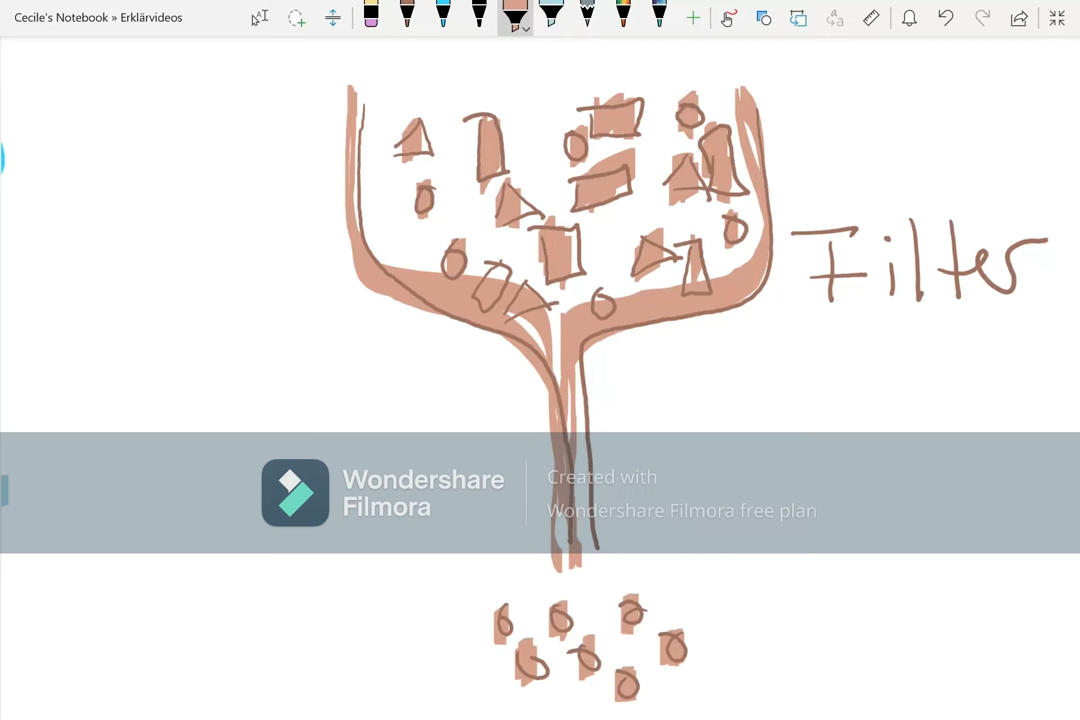 Cecile's Notebook » Erklärvideos
Filter
Wondershare
Filmora
Created with
Wondershare Filmora free plan